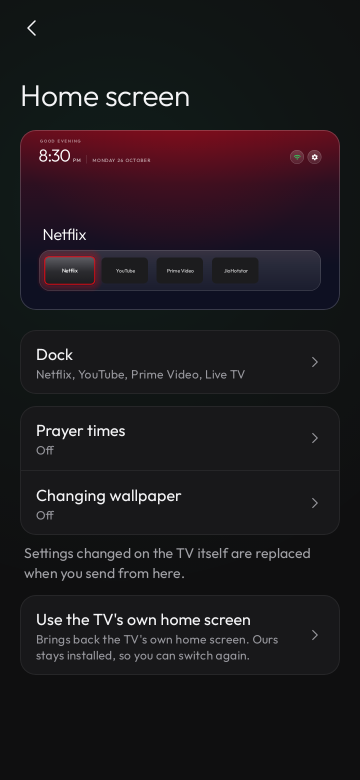 Home screen
GOOD EVENING
8:30 PM | MONDAY 26 OCTOBER
Netflix
Netflix YouTube Prime Video JioHotstar
Dock
Netflix, YouTube, Prime Video, Live TV
Prayer times
Off
Changing wallpaper
Off
Settings changed on the TV itself are replaced
when you send from here.
Use the TV's own home screen
Brings back the TV's own home screen. Ours
stays installed, so you can switch again.